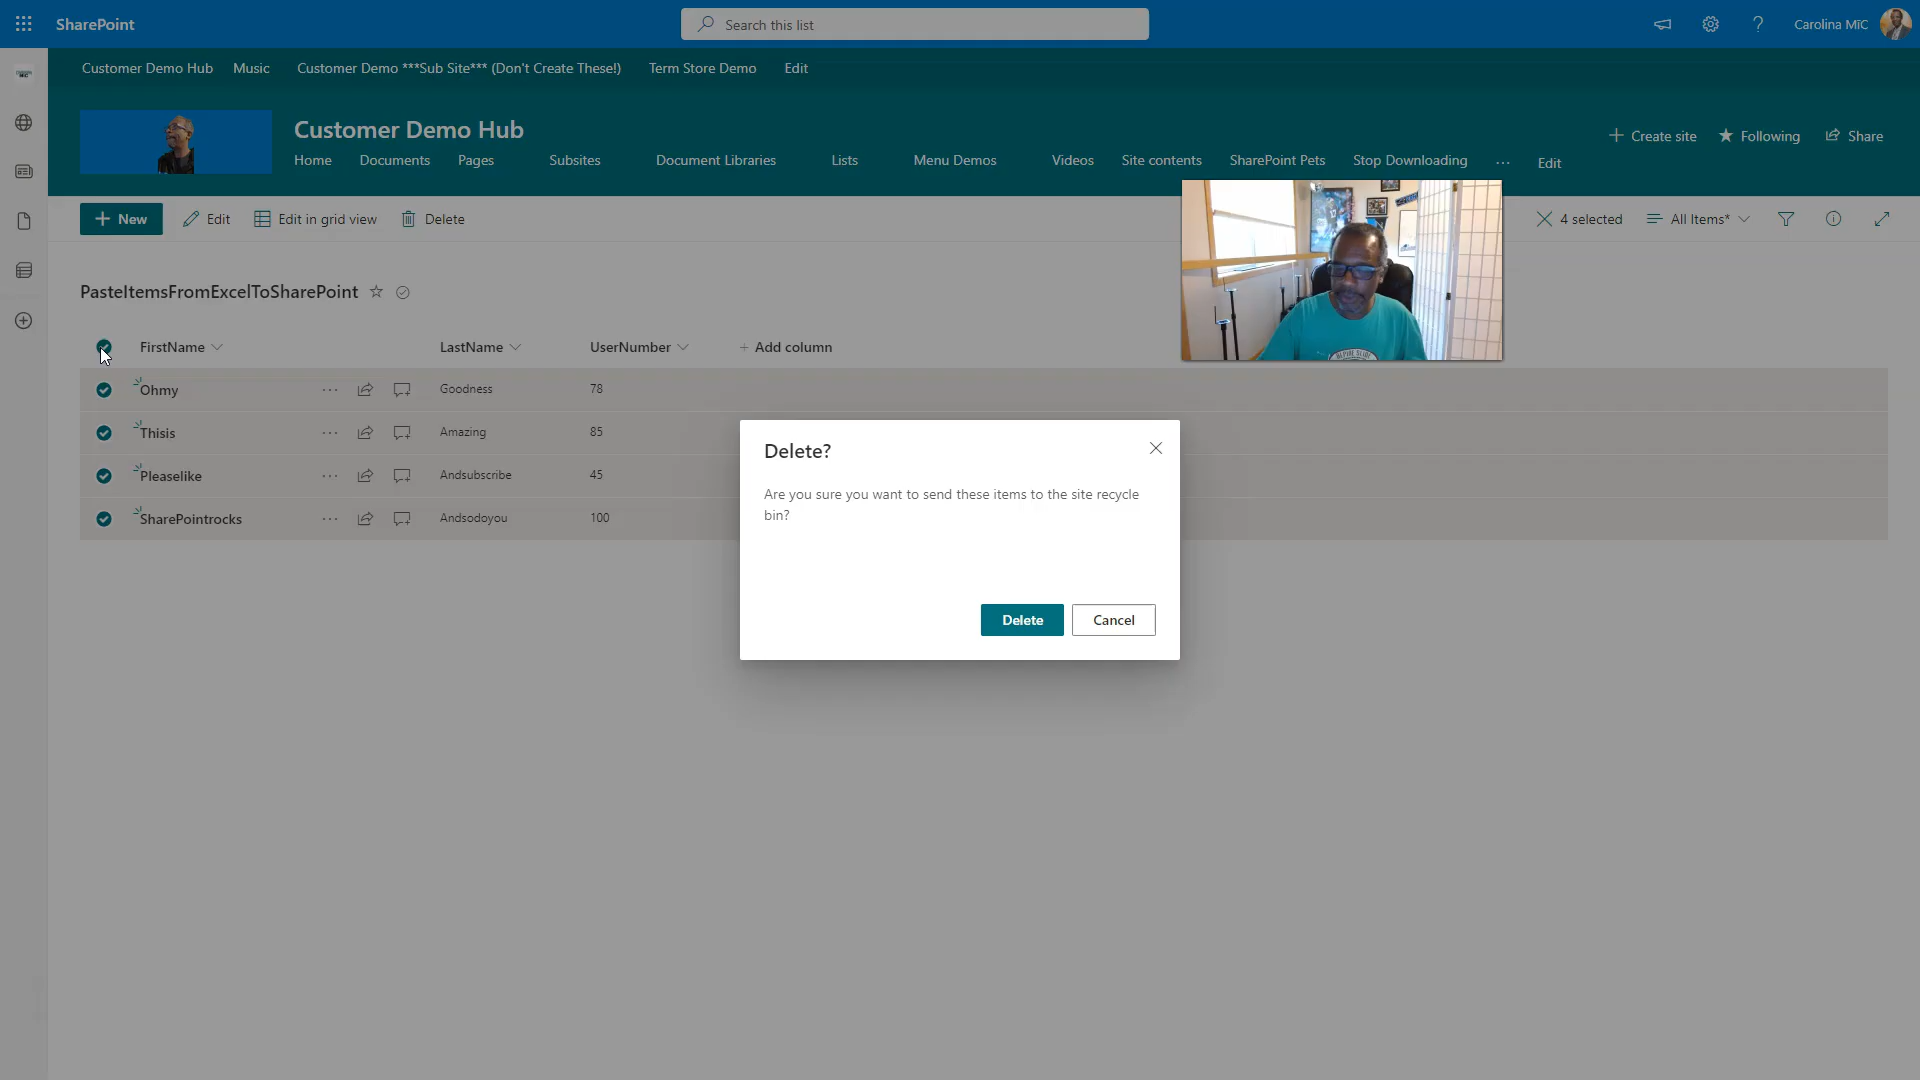 SharePoint
Search this list
Carolina MIC
Customer Demo Hub Music Customer Demo ***Sub Site*** (Don't Create These!) Term Store Demo Edit
Customer Demo Hub
Home Documents Pages Subsites Document Libraries Lists Menu Demos Videos Site contents SharePoint Pets Stop Downloading ... Edit
+ Create site Following Share
+ New Edit Edit in grid view Delete
4 selected All Items*
PasteItemsFromExcelToSharePoint
FirstName LastName UserNumber + Add column
Ohmy Goodness 78
Thisis Amazing 85
Pleaselike Andsubscribe 45
SharePointrocks Andsodoyou 100
Delete?
Are you sure you want to send these items to the site recycle
bin?
Delete Cancel